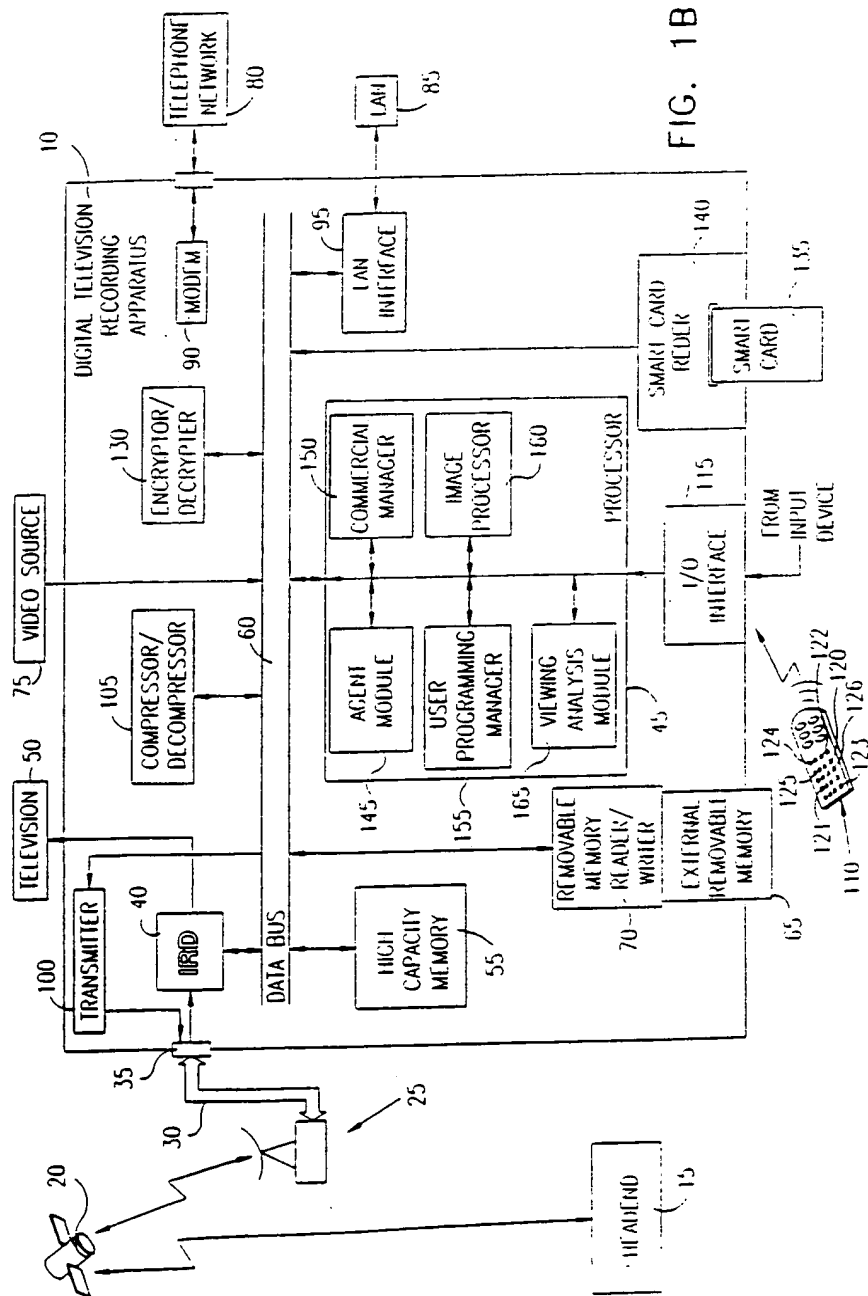 20
HEADEND
15
25
30
35
100
TRANSMITTER
40
IRD
TELEVISION
50
75
VIDEO SOURCE
105
COMPRESSOR/
DECOMPRESSOR
130
ENCRYPTOR/
DECRYPTER
DIGITAL TELEVISION
RECORDING
APPARATUS
10
90
MODEM
TELEPHONE
NETWORK
80
DATA BUS
60
95
LAN
INTERFACE
LAN
85
HIGH
CAPACITY
MEMORY
55
REMOVABLE
MEMORY
READER/
WRITER
70
EXTERNAL
REMOVABLE
MEMORY
65
145
AGENT
MODULE
150
COMMERCIAL
MANAGER
155
USER
PROGRAMMING
MANAGER
IMAGE
PROCESSOR
160
165
VIEWING
ANALYSIS
MODULE
45
PROCESSOR
I/O
INTERFACE
115
FROM
INPUT
DEVICE
SMART CARD
REDER
140
SMART
CARD
135
110
121
125
124
122
120
126
123
FIG. 1B